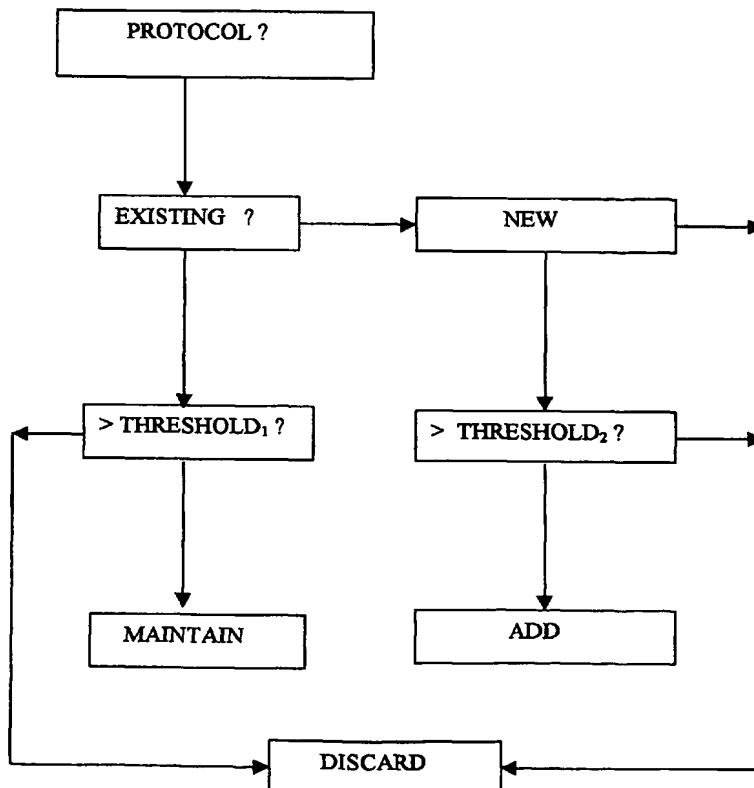 PROTOCOL ?
EXISTING ?
NEW
> THRESHOLD₁ ?
> THRESHOLD₂ ?
MAINTAIN
ADD
DISCARD